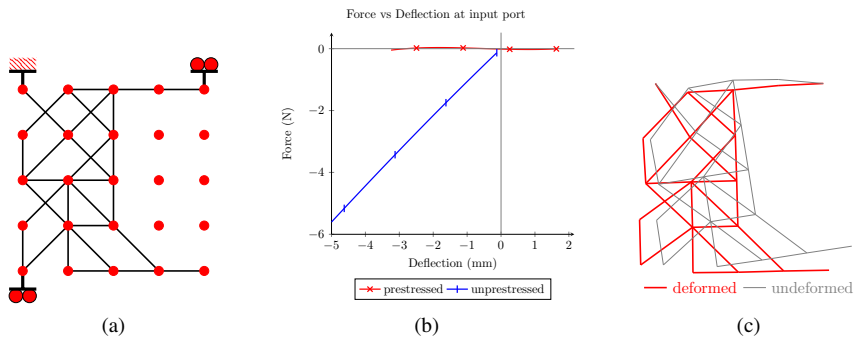 Force vs Deflection at input port
0
−2
−4
−6
Force (N)
−5 −4 −3 −2 −1 0 1 2
Deflection (mm)
prestressed unprestressed
deformed undeformed
(a) (b) (c)